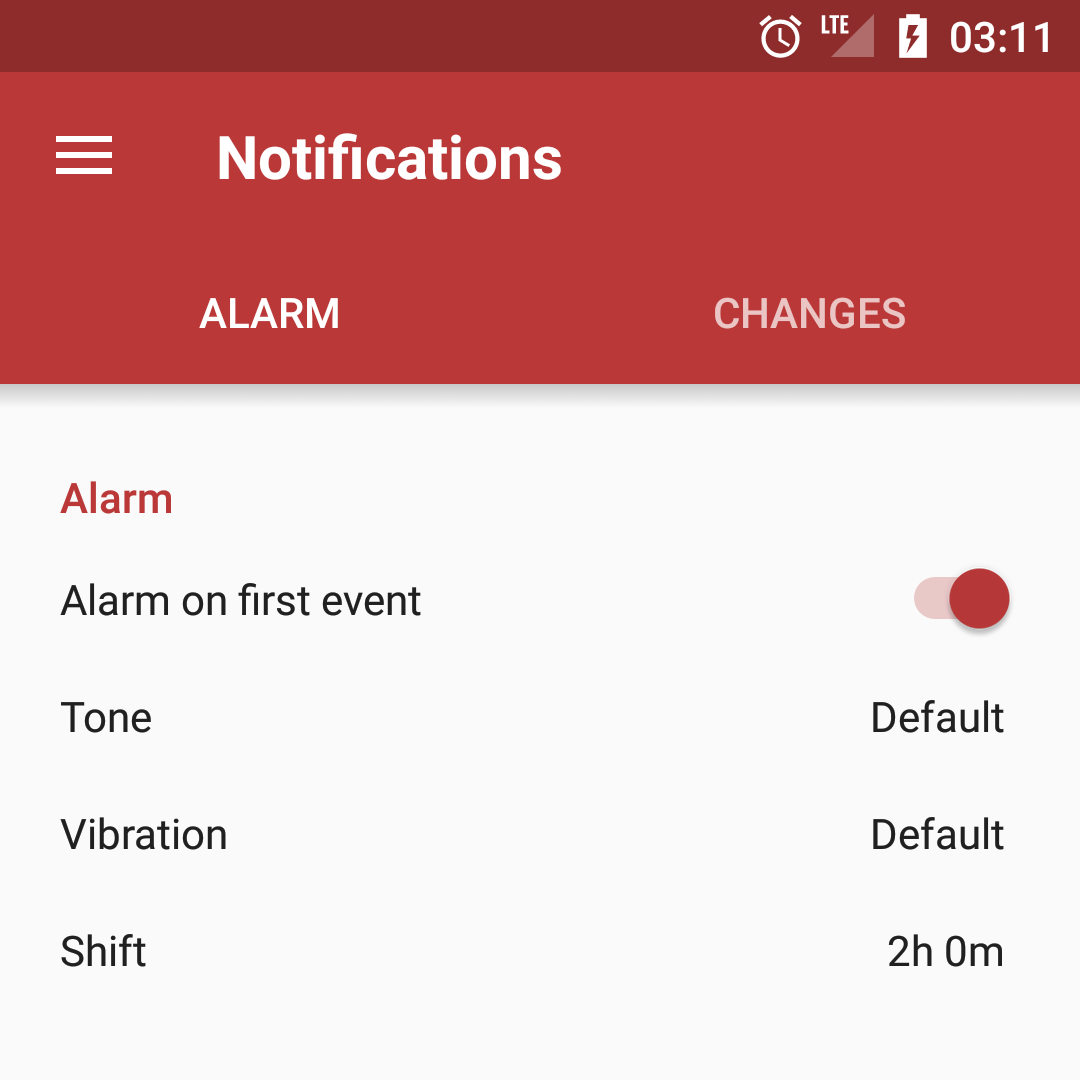 LTE 03:11
Notifications
ALARM CHANGES
Alarm
Alarm on first event
Tone Default
Vibration Default
Shift 2h 0m